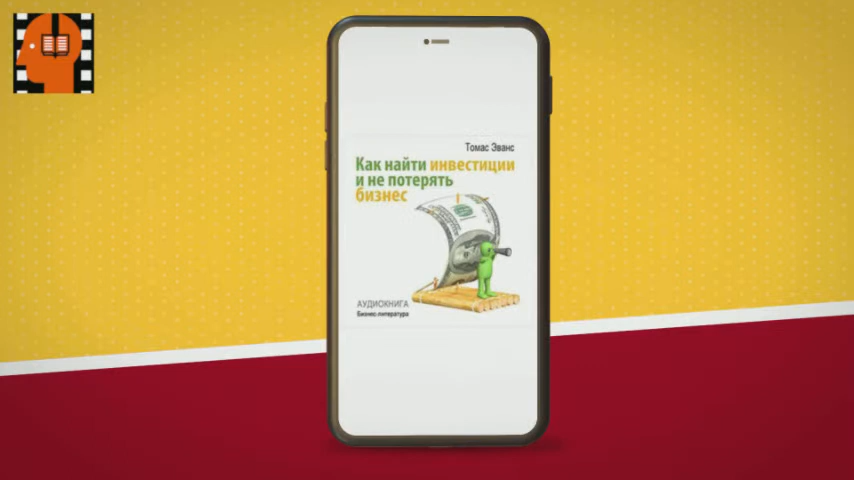 Томас Эванс
Как найти инвестиции
и не потерять
бизнес
АУДИОКНИГА
Бизнес-литература